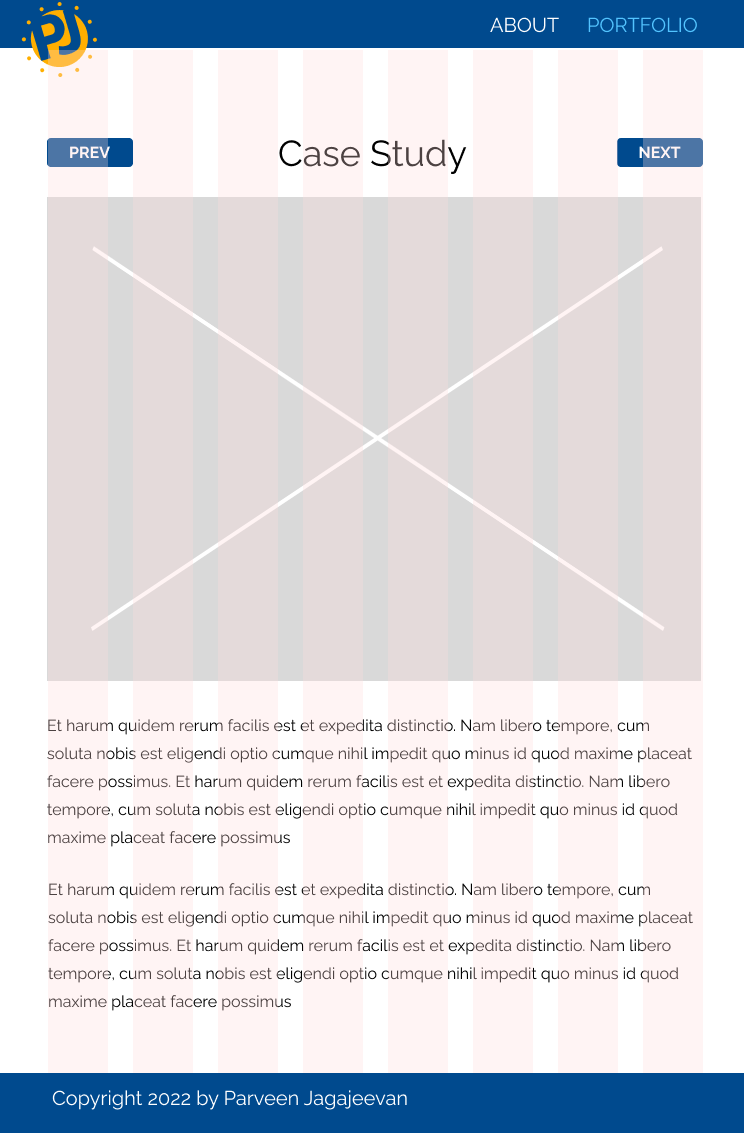 PJ
ABOUT PORTFOLIO
PREV Case Study NEXT
Et harum quidem rerum facilis est et expedita distinctio. Nam libero tempore, cum
soluta nobis est eligendi optio cumque nihil impedit quo minus id quod maxime placeat
facere possimus. Et harum quidem rerum facilis est et expedita distinctio. Nam libero
tempore, cum soluta nobis est eligendi optio cumque nihil impedit quo minus id quod
maxime placeat facere possimus
Et harum quidem rerum facilis est et expedita distinctio. Nam libero tempore, cum
soluta nobis est eligendi optio cumque nihil impedit quo minus id quod maxime placeat
facere possimus. Et harum quidem rerum facilis est et expedita distinctio. Nam libero
tempore, cum soluta nobis est eligendi optio cumque nihil impedit quo minus id quod
maxime placeat facere possimus
Copyright 2022 by Parveen Jagajeevan